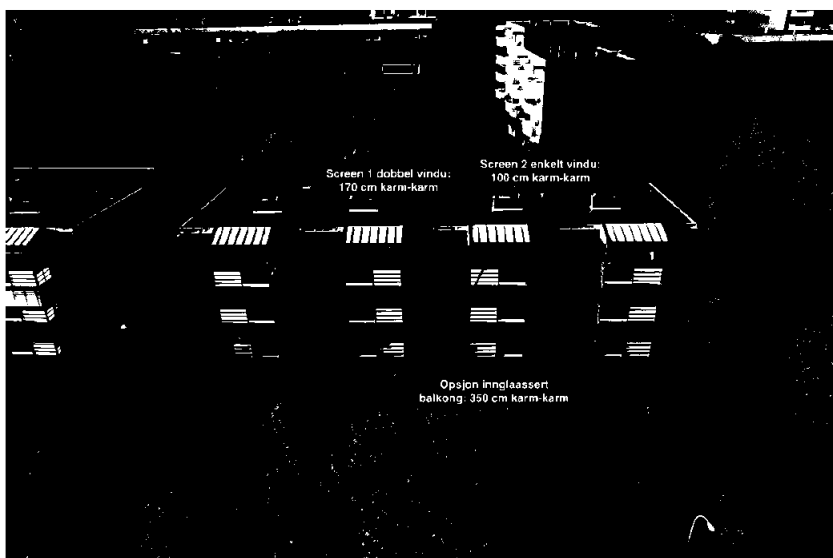 Screen 1 dobbel vindu:
170 cm karm-karm
Screen 2 enkelt vindu:
100 cm karm-karm
Opsjon innglaassert
balkong: 350 cm karm-karm